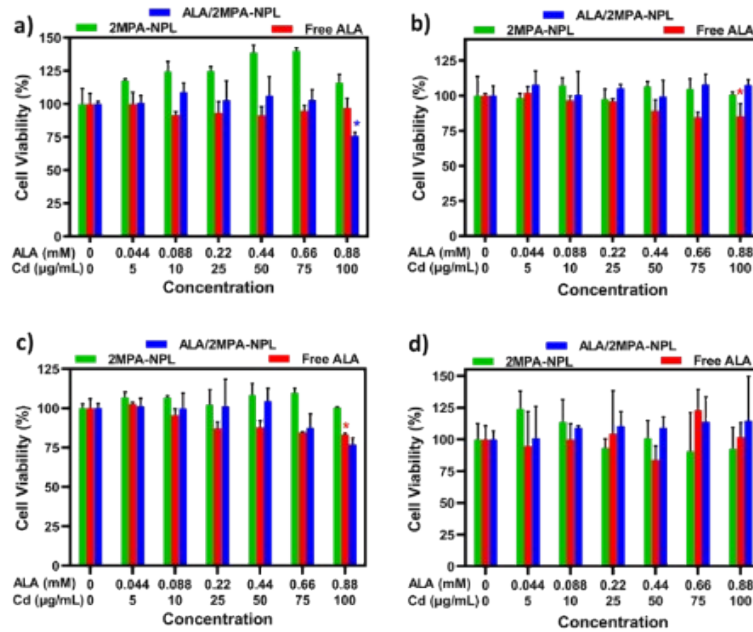 a)
ALA/2MPA-NPL
2MPA-NPL Free ALA
150
125
100
75
50
25
0
Cell Viability (%)
*
ALA (mM) 0 0.044 0.088 0.22 0.44 0.66 0.88
Cd (µg/mL) 0 5 10 25 50 75 100
Concentration
b)
ALA/2MPA-NPL
2MPA-NPL Free ALA
125
100
75
50
25
0
Cell Viability (%)
*
ALA (mM) 0 0.044 0.088 0.22 0.44 0.66 0.88
Cd (µg/mL) 0 5 10 25 50 75 100
Concentration
c)
ALA/2MPA-NPL
2MPA-NPL Free ALA
125
100
75
50
25
0
Cell Viability (%)
*
ALA (mM) 0 0.044 0.088 0.22 0.44 0.66 0.88
Cd (µg/mL) 0 5 10 25 50 75 100
Concentration
d)
ALA/2MPA-NPL
2MPA-NPL Free ALA
150
125
100
75
50
25
0
Cell Viability (%)
ALA (mM) 0 0.044 0.088 0.22 0.44 0.66 0.88
Cd (µg/mL) 0 5 10 25 50 75 100
Concentration